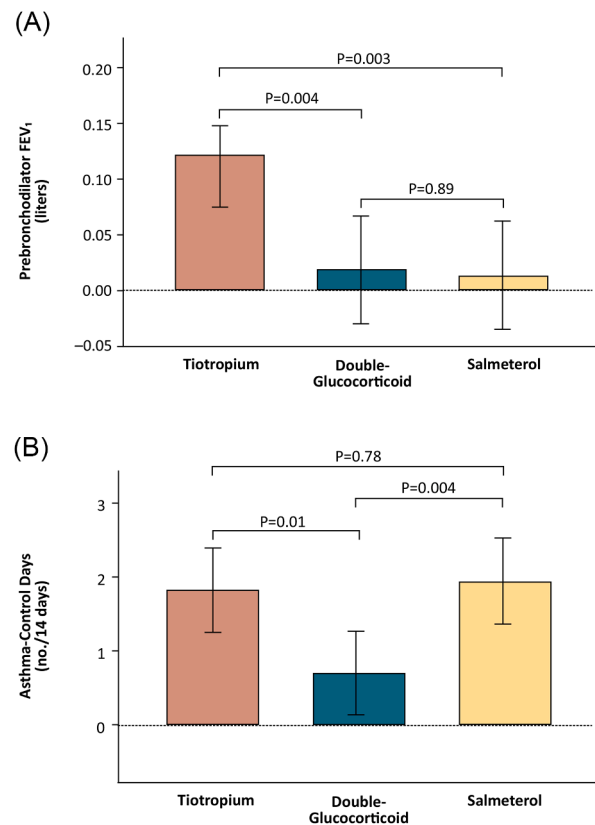 (A)
P=0.003
P=0.004
P=0.89
0.20
0.15
0.10
0.05
0.00
–0.05
Prebronchodilator FEV₁
(liters)
Tiotropium
Double-
Glucocorticoid
Salmeterol
(B)
P=0.78
P=0.004
P=0.01
3
2
1
0
Asthma-Control Days
(no./14 days)
Tiotropium
Double-
Glucocorticoid
Salmeterol